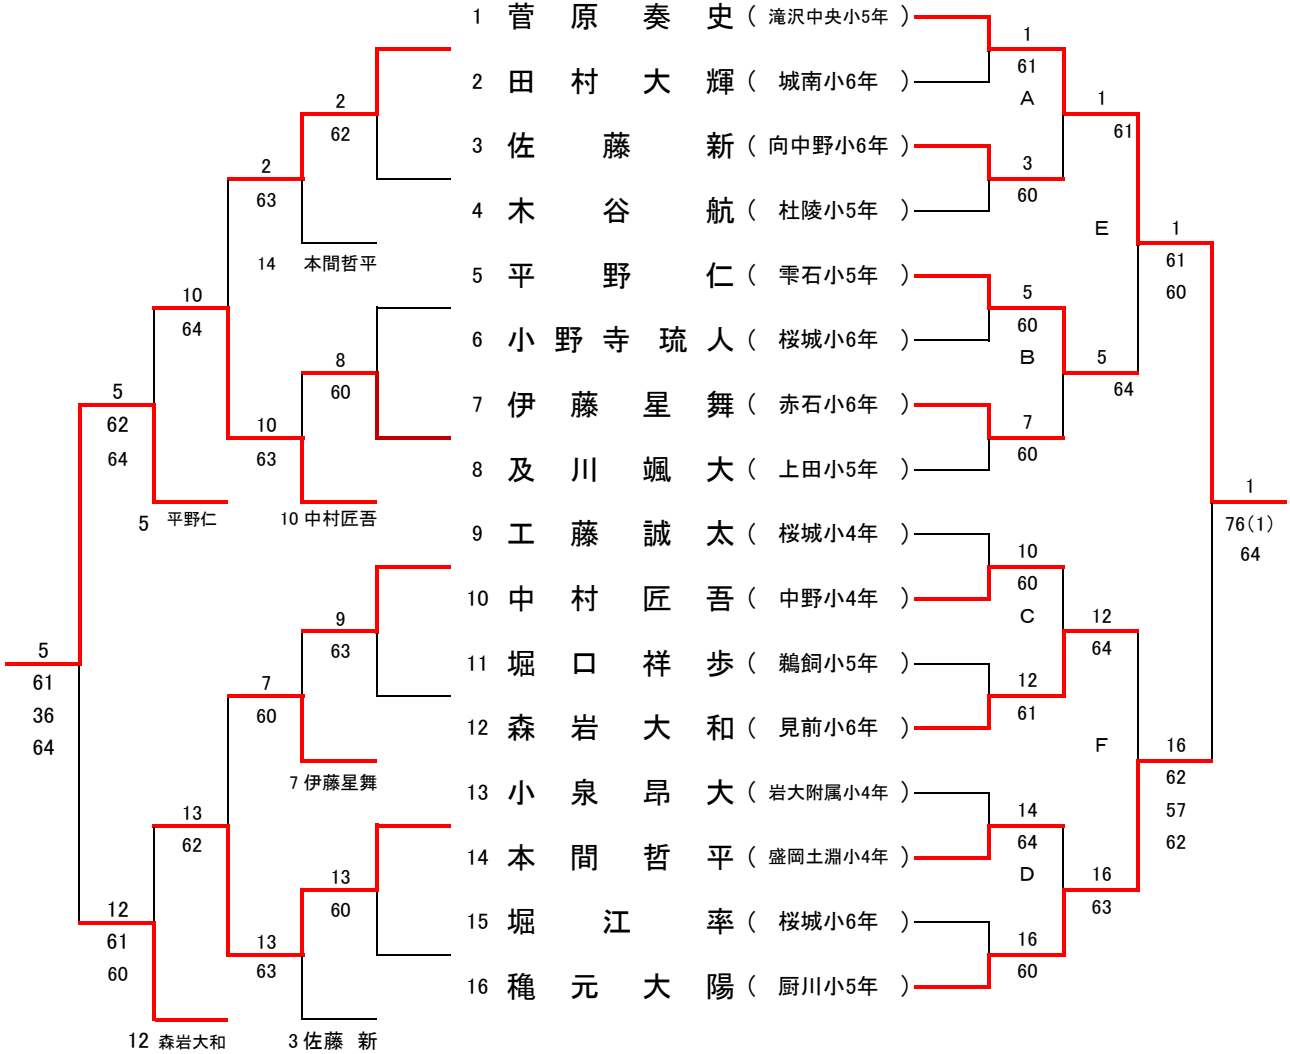 1 菅原奏史（滝沢中央小5年）
2 田村大輝（城南小6年）
3 佐藤新（向中野小6年）
4 木谷航（杜陵小5年）
5 平野仁（雫石小5年）
6 小野寺琉人（桜城小6年）
7 伊藤星舞（赤石小6年）
8 及川颯大（上田小5年）
9 工藤誠太（桜城小4年）
10 中村匠吾（中野小4年）
11 堀口祥歩（鵜飼小5年）
12 森岩大和（見前小6年）
13 小泉昂大（岩大附属小4年）
14 本間哲平（盛岡土淵小4年）
15 堀江率（桜城小6年）
16 穐元大陽（厨川小5年）
2
62
2
63
14 本間哲平
10
64
8
60
5
62
64
10
63
5 平野仁
10 中村匠吾
9
63
5
61
36
64
7
60
7 伊藤星舞
13
62
13
60
12
61
60
13
63
12 森岩大和
3 佐藤 新
1
61
A
3
60
1
61
E
5
60
B
7
60
5
64
1
61
60
1
76(1)
64
10
60
C
12
61
12
64
F
14
64
D
16
60
16
63
16
62
57
62